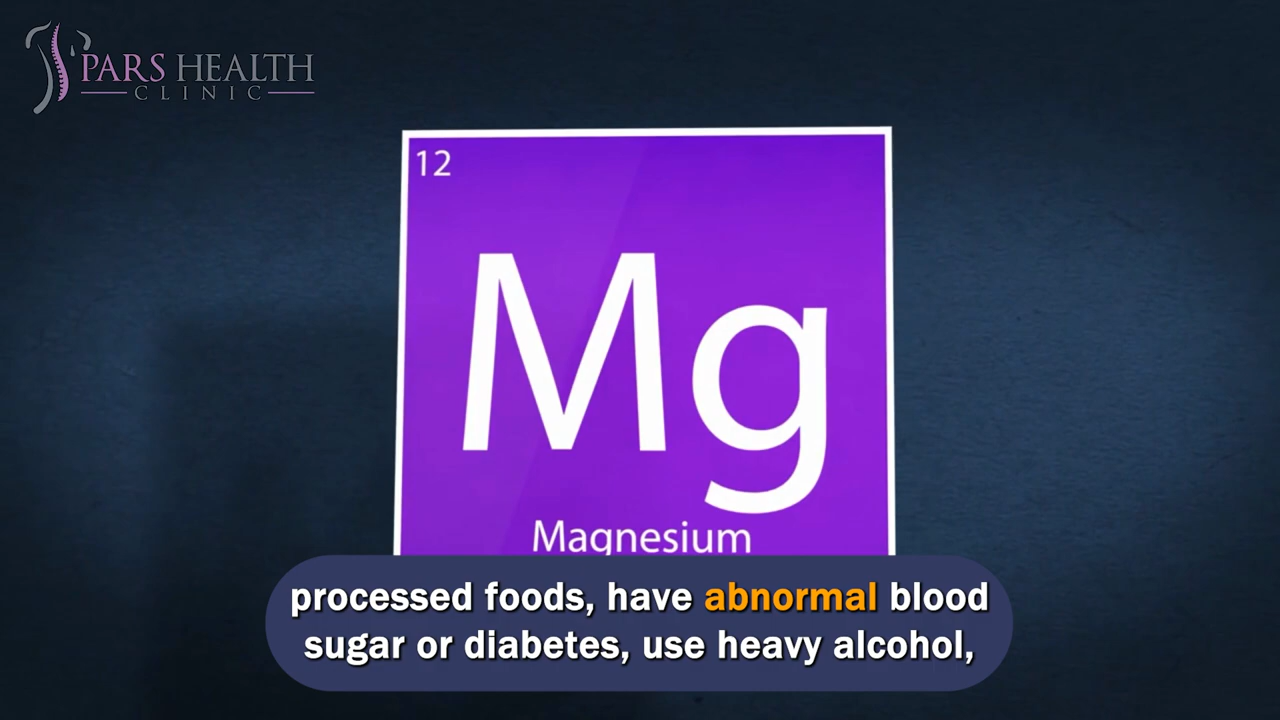 PARS HEALTH
CLINIC
12
Mg
Magnesium
processed foods, have abnormal blood
sugar or diabetes, use heavy alcohol,